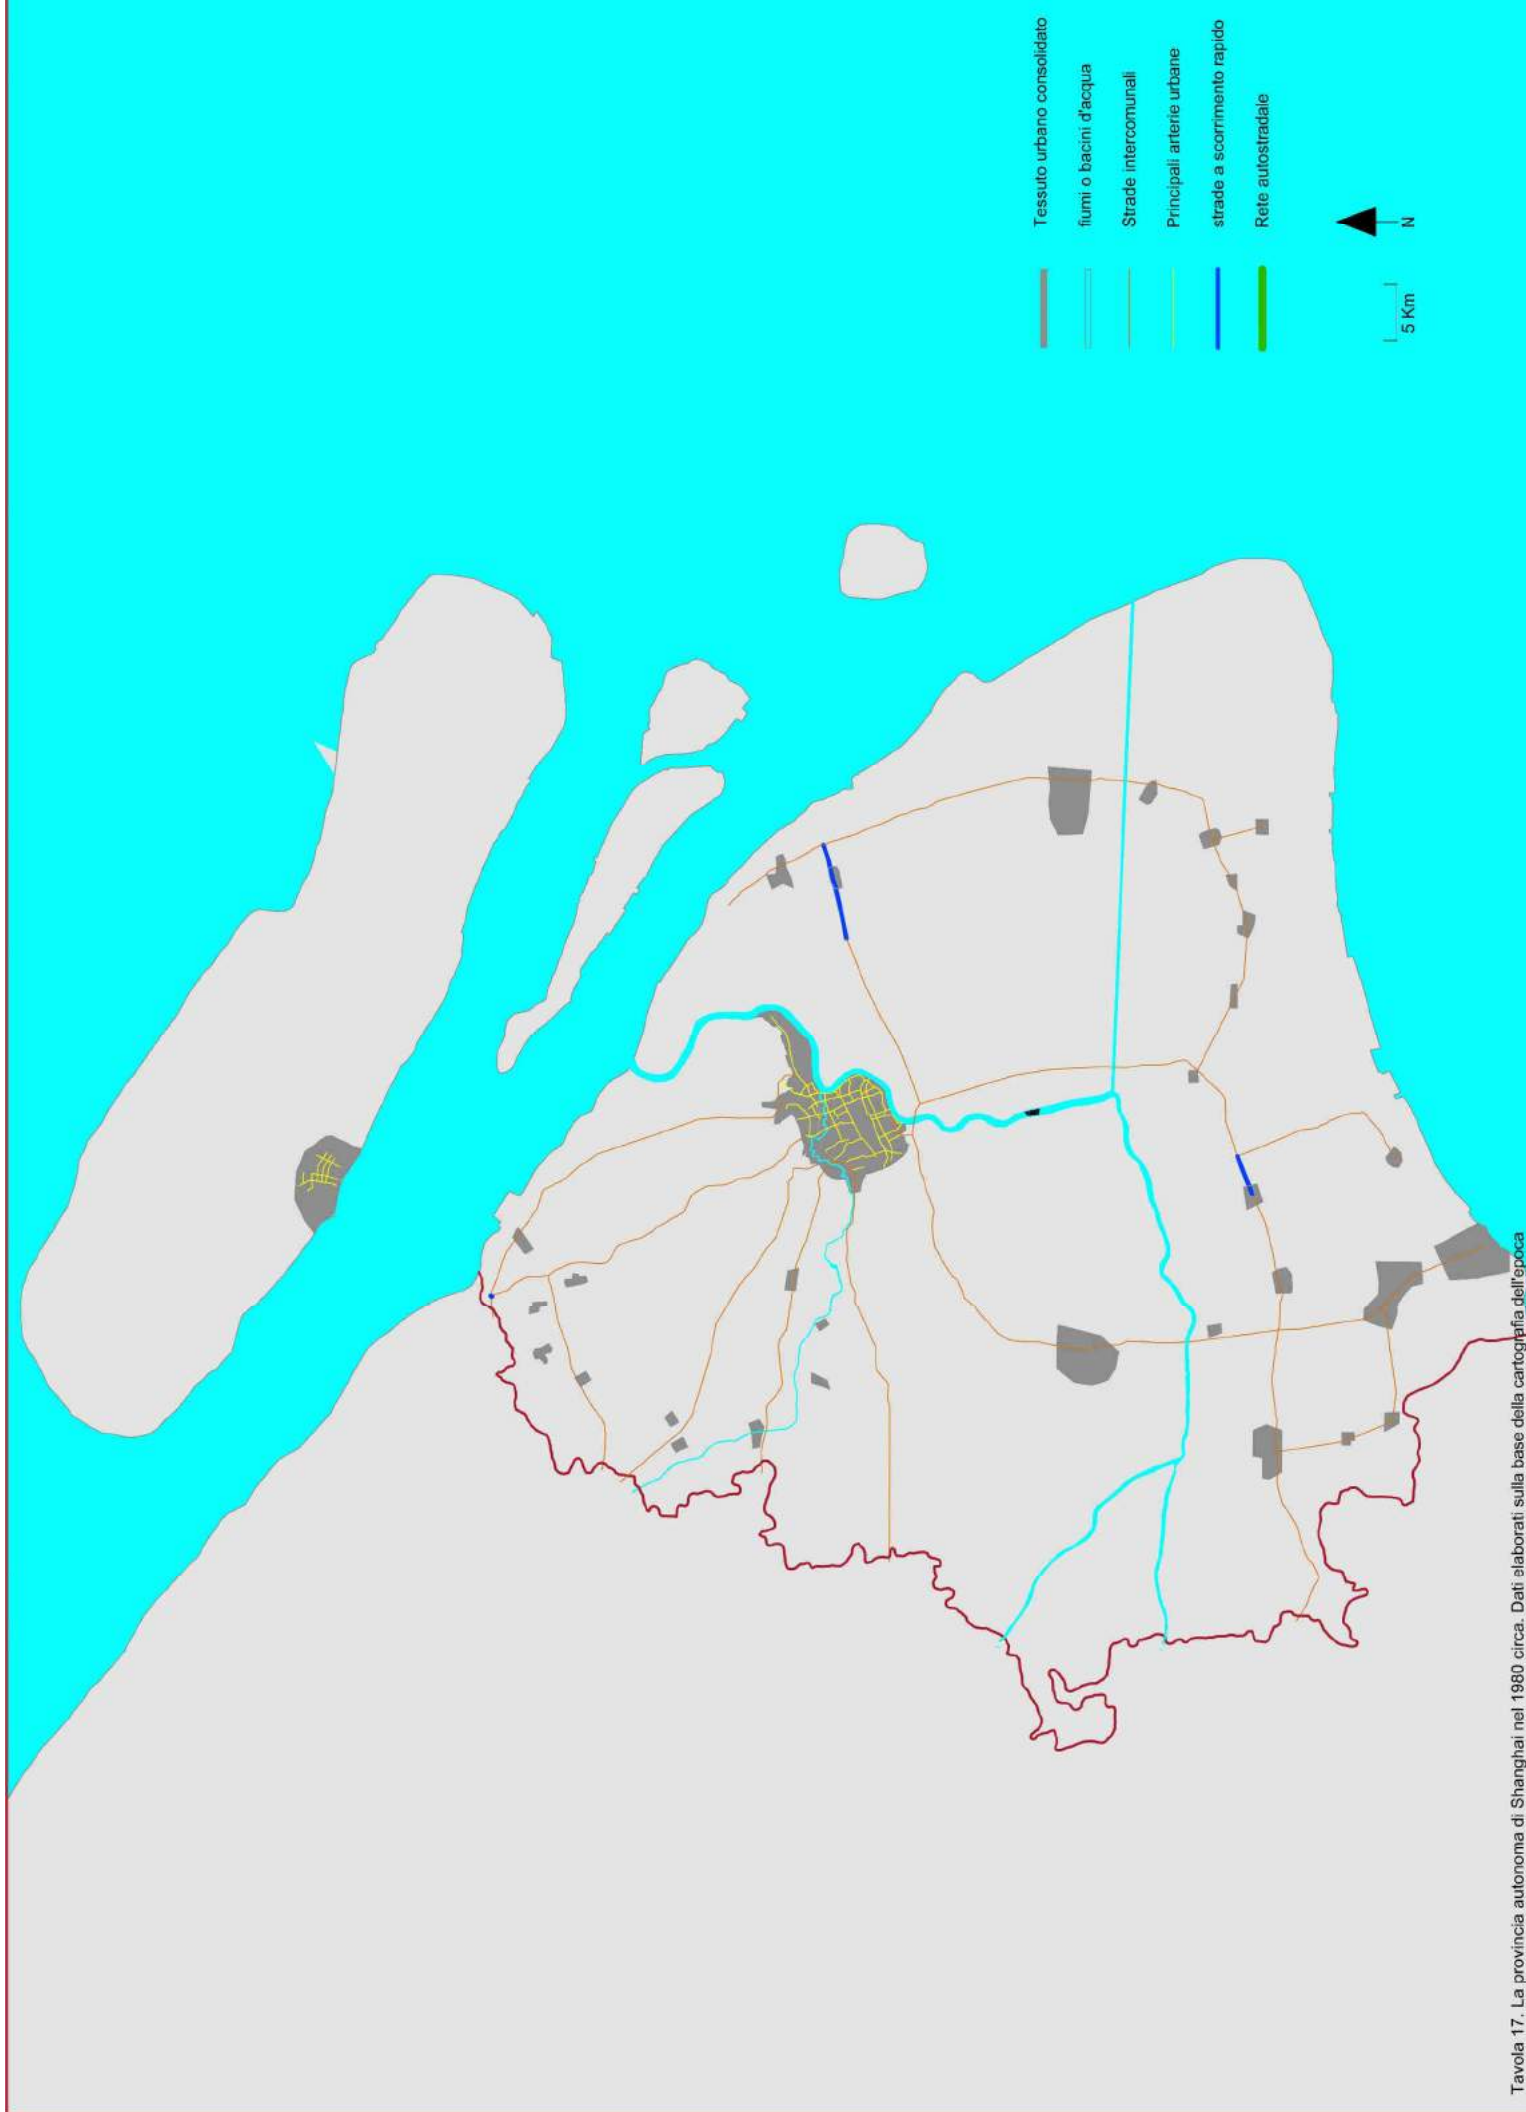 Tessuto urbano consolidato
fiumi o bacini d'acqua
Strade intercomunali
Principali arterie urbane
strade a scorrimento rapido
Rete autostradale
5 Km
N
Tavola 17. La provincia autonoma di Shanghai nel 1980 circa. Dati elaborati sulla base della cartografia dell'epoca